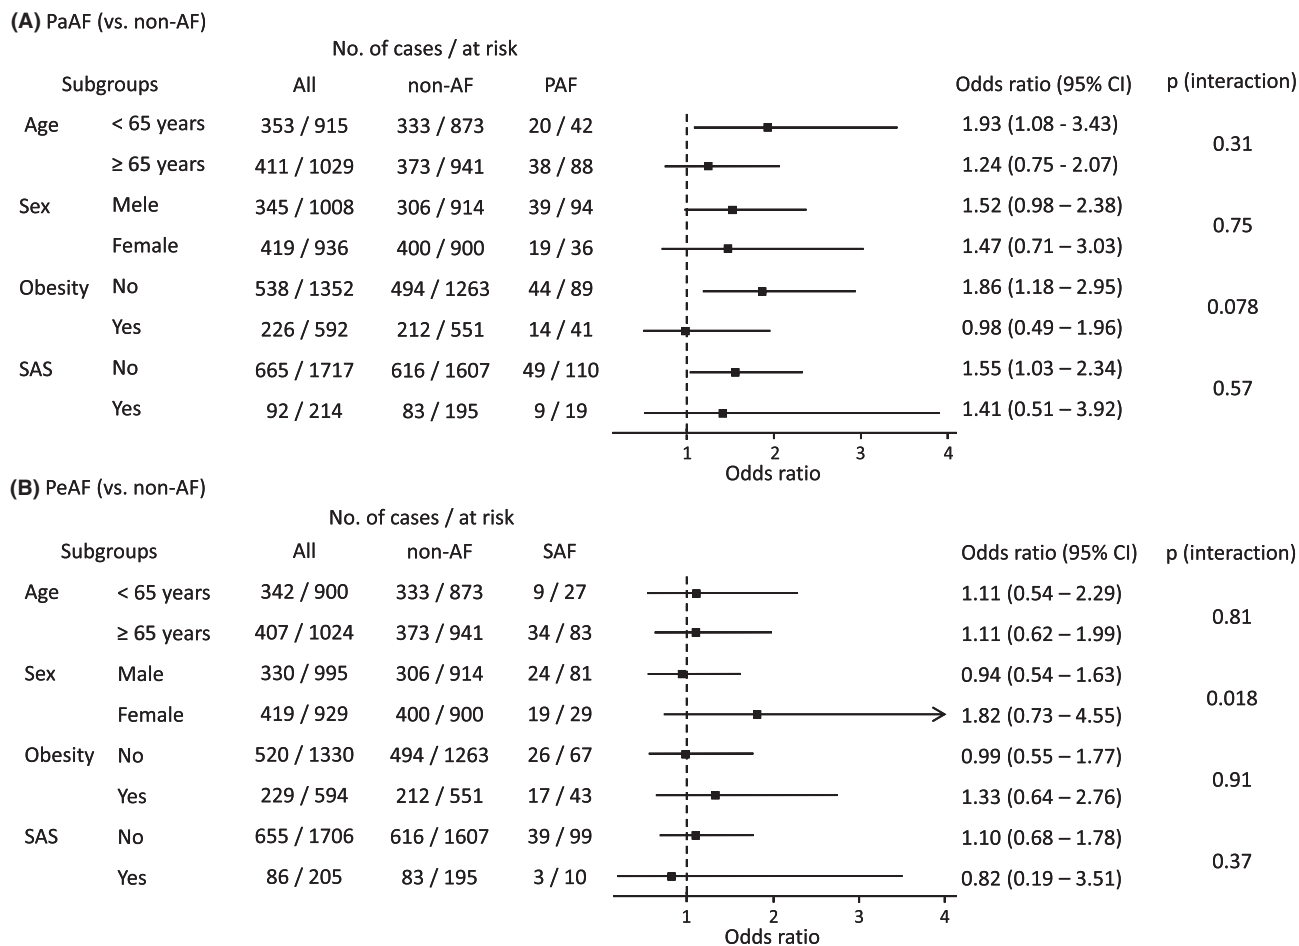 (A) PaAF (vs. non-AF)
No. of cases / at risk
Subgroups All non-AF PAF Odds ratio (95% CI) p (interaction)
Age < 65 years 353 / 915 333 / 873 20 / 42 1.93 (1.08 - 3.43)
0.31
≥ 65 years 411 / 1029 373 / 941 38 / 88 1.24 (0.75 - 2.07)
Sex Mele 345 / 1008 306 / 914 39 / 94 1.52 (0.98 – 2.38)
0.75
Female 419 / 936 400 / 900 19 / 36 1.47 (0.71 – 3.03)
Obesity No 538 / 1352 494 / 1263 44 / 89 1.86 (1.18 – 2.95)
0.078
Yes 226 / 592 212 / 551 14 / 41 0.98 (0.49 – 1.96)
SAS No 665 / 1717 616 / 1607 49 / 110 1.55 (1.03 – 2.34)
0.57
Yes 92 / 214 83 / 195 9 / 19 1.41 (0.51 – 3.92)
1 2 3 4
Odds ratio
(B) PeAF (vs. non-AF)
No. of cases / at risk
Subgroups All non-AF SAF Odds ratio (95% CI) p (interaction)
Age < 65 years 342 / 900 333 / 873 9 / 27 1.11 (0.54 – 2.29)
0.81
≥ 65 years 407 / 1024 373 / 941 34 / 83 1.11 (0.62 – 1.99)
Sex Male 330 / 995 306 / 914 24 / 81 0.94 (0.54 – 1.63)
0.018
Female 419 / 929 400 / 900 19 / 29 1.82 (0.73 – 4.55)
Obesity No 520 / 1330 494 / 1263 26 / 67 0.99 (0.55 – 1.77)
0.91
Yes 229 / 594 212 / 551 17 / 43 1.33 (0.64 – 2.76)
SAS No 655 / 1706 616 / 1607 39 / 99 1.10 (0.68 – 1.78)
0.37
Yes 86 / 205 83 / 195 3 / 10 0.82 (0.19 – 3.51)
1 2 3 4
Odds ratio